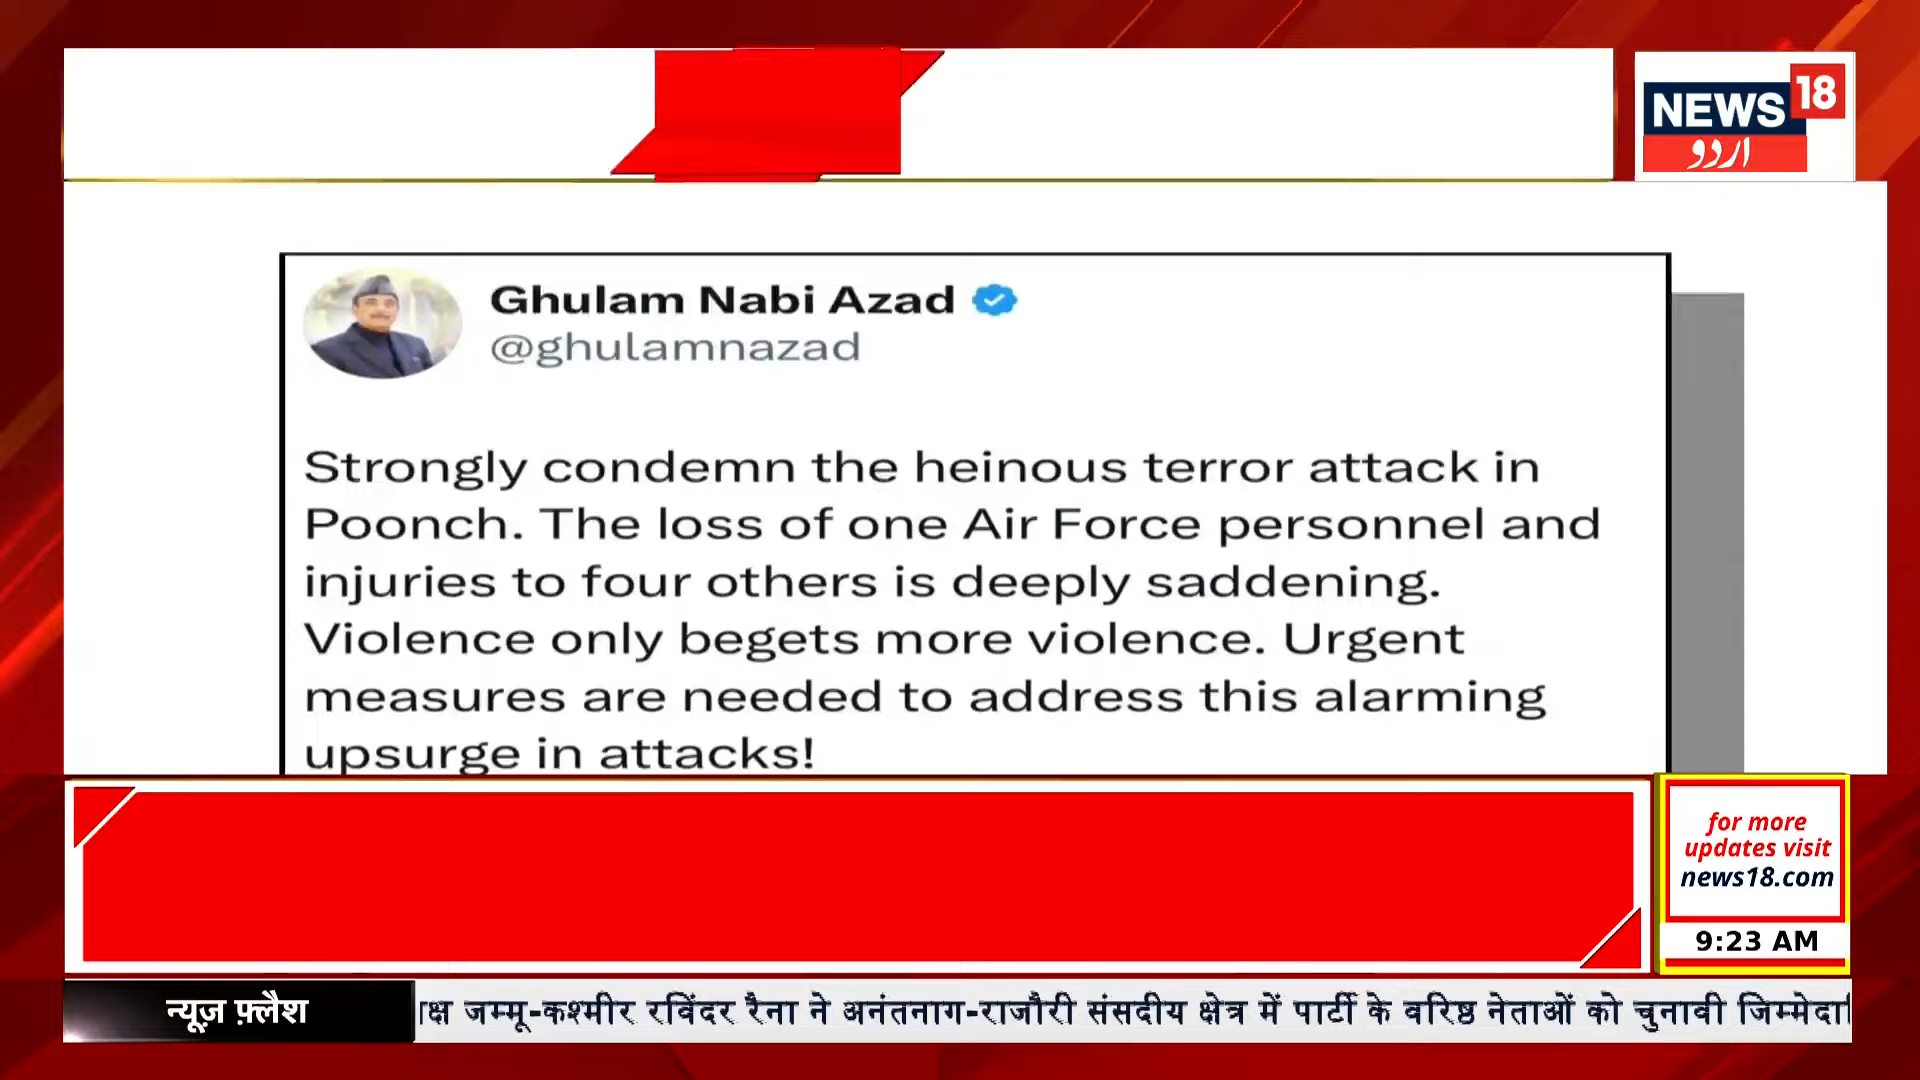 NEWS 18
اردو
Ghulam Nabi Azad
@ghulamnazad
Strongly condemn the heinous terror attack in
Poonch. The loss of one Air Force personnel and
injuries to four others is deeply saddening.
Violence only begets more violence. Urgent
measures are needed to address this alarming
upsurge in attacks!
for more
updates visit
news18.com
9:23 AM
न्यूज़ फ़्लैश
जम्मू-कश्मीर रविंदर रैना ने अनंतनाग-राजौरी संसदीय क्षेत्र में पार्टी के वरिष्ठ नेताओं को चुनावी